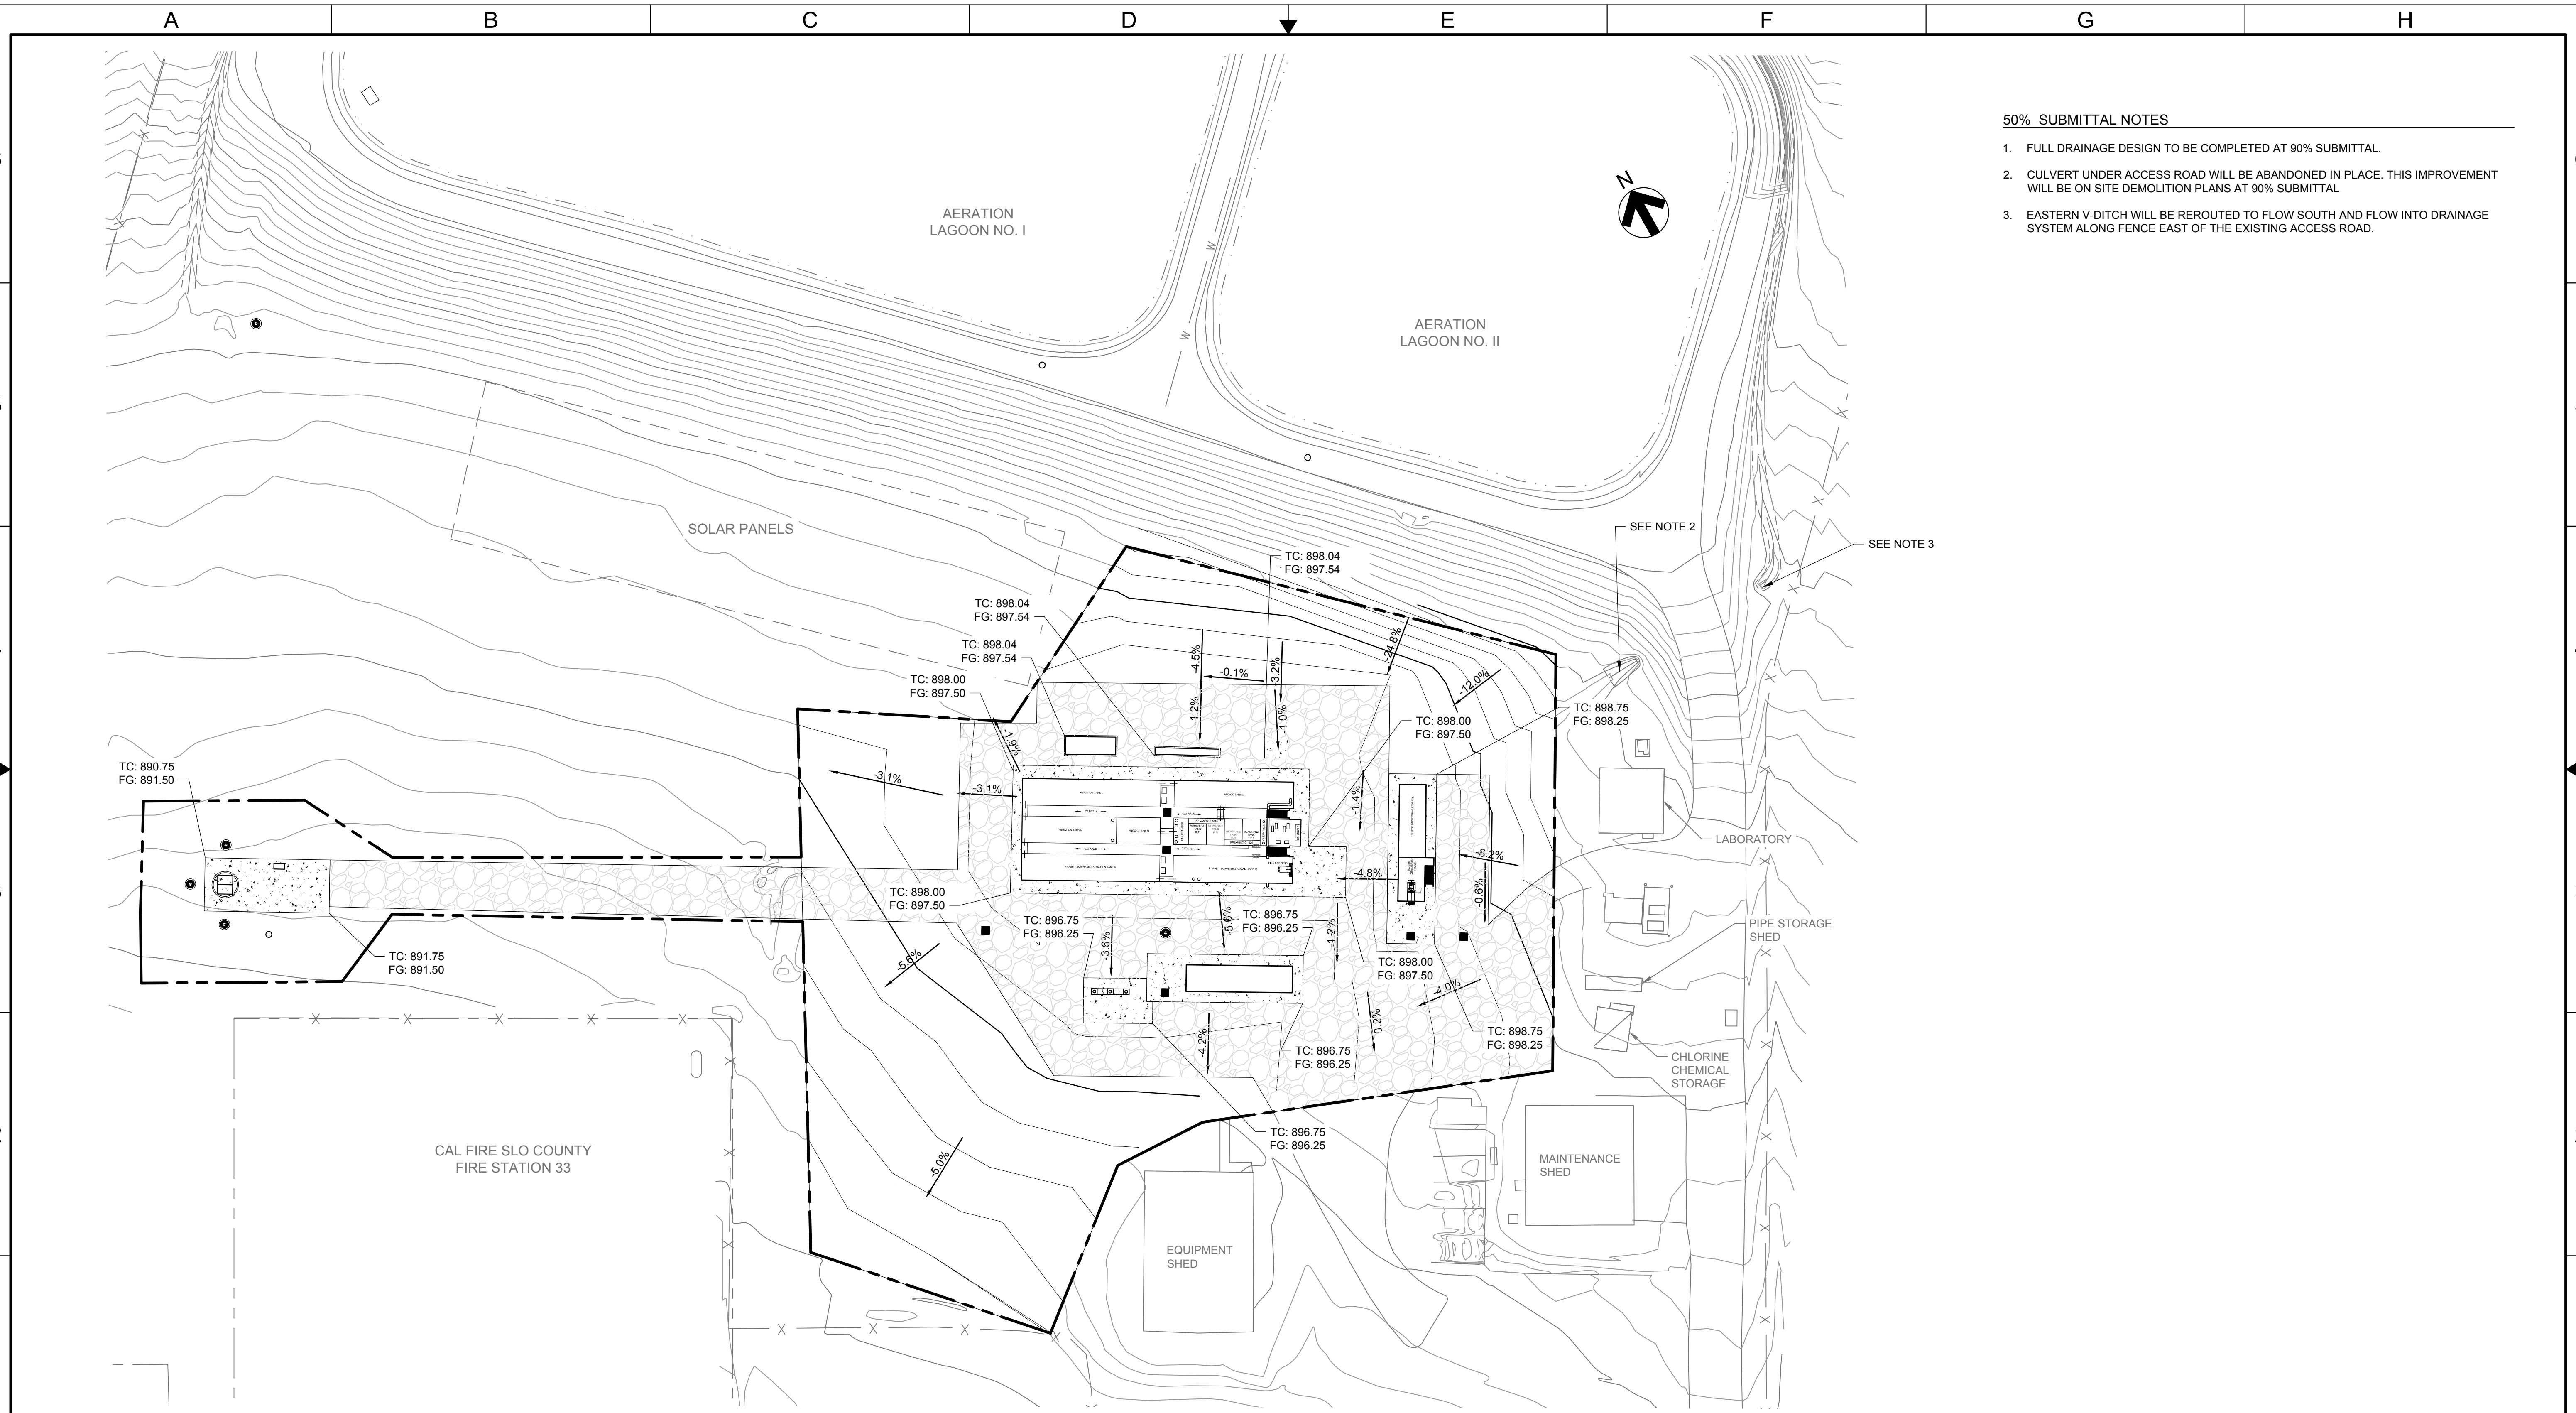 A B C D E F G H
50% SUBMITTAL NOTES
1. FULL DRAINAGE DESIGN TO BE COMPLETED AT 90% SUBMITTAL.
2. CULVERT UNDER ACCESS ROAD WILL BE ABANDONED IN PLACE. THIS IMPROVEMENT
WILL BE ON SITE DEMOLITION PLANS AT 90% SUBMITTAL
3. EASTERN V-DITCH WILL BE REROUTED TO FLOW SOUTH AND FLOW INTO DRAINAGE
SYSTEM ALONG FENCE EAST OF THE EXISTING ACCESS ROAD.
N
AERATION
LAGOON NO. I
W
W
AERATION
LAGOON NO. II
SOLAR PANELS
SEE NOTE 2
SEE NOTE 3
TC: 898.04
FG: 897.54
TC: 898.04
FG: 897.54
TC: 898.04
FG: 897.54
TC: 898.00
FG: 897.50
-4.5%
-0.1%
-3.2%
-24.8%
-12.0%
-1.2%
-1.0%
TC: 898.00
FG: 897.50
TC: 898.75
FG: 898.25
-1.9%
-3.1%
-3.1%
-1.4%
TC: 890.75
FG: 891.50
LABORATORY
-4.8%
-0.6%
TC: 898.00
FG: 897.50
TC: 896.75
FG: 896.25
-3.6%
-5.6%
TC: 896.75
FG: 896.25
-1.2%
PIPE STORAGE
SHED
TC: 891.75
FG: 891.50
-5.6%
TC: 898.00
FG: 897.50
-4.0%
0.2%
-4.2%
TC: 898.75
FG: 898.25
TC: 896.75
FG: 896.25
CHLORINE
CHEMICAL
STORAGE
TC: 896.75
FG: 896.25
CAL FIRE SLO COUNTY
FIRE STATION 33
-5.0%
MAINTENANCE
SHED
EQUIPMENT
SHED